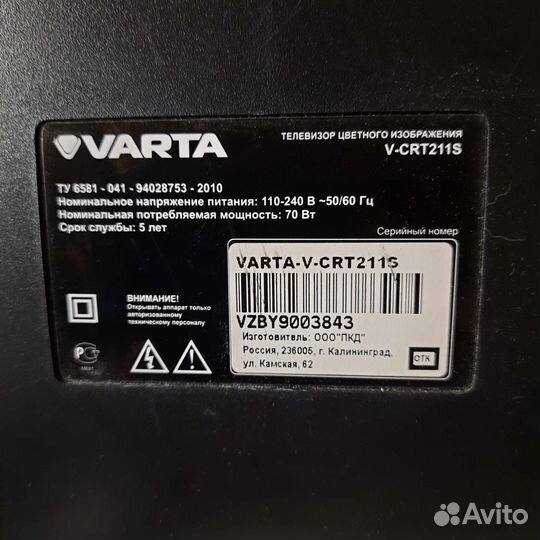 VARTA
ТЕЛЕВИЗОР ЦВЕТНОГО ИЗОБРАЖЕНИЯ
V-CRT211S
ТУ 6581 - 041 - 94028753 - 2010
Номинальное напряжение питания: 110-240 В ~50/60 Гц
Номинальная потребляемая мощность: 70 Вт
Срок службы: 5 лет
Серийный номер
VARTA-V-CRT211S
VZBY9003843
Изготовитель: ООО"ПКД"
Россия, 236005, г. Калининград,
ул. Камская, 62
ОТК
ВНИМАНИЕ!
Открывать аппарат только
авторизованному
техническому персоналу
Avito